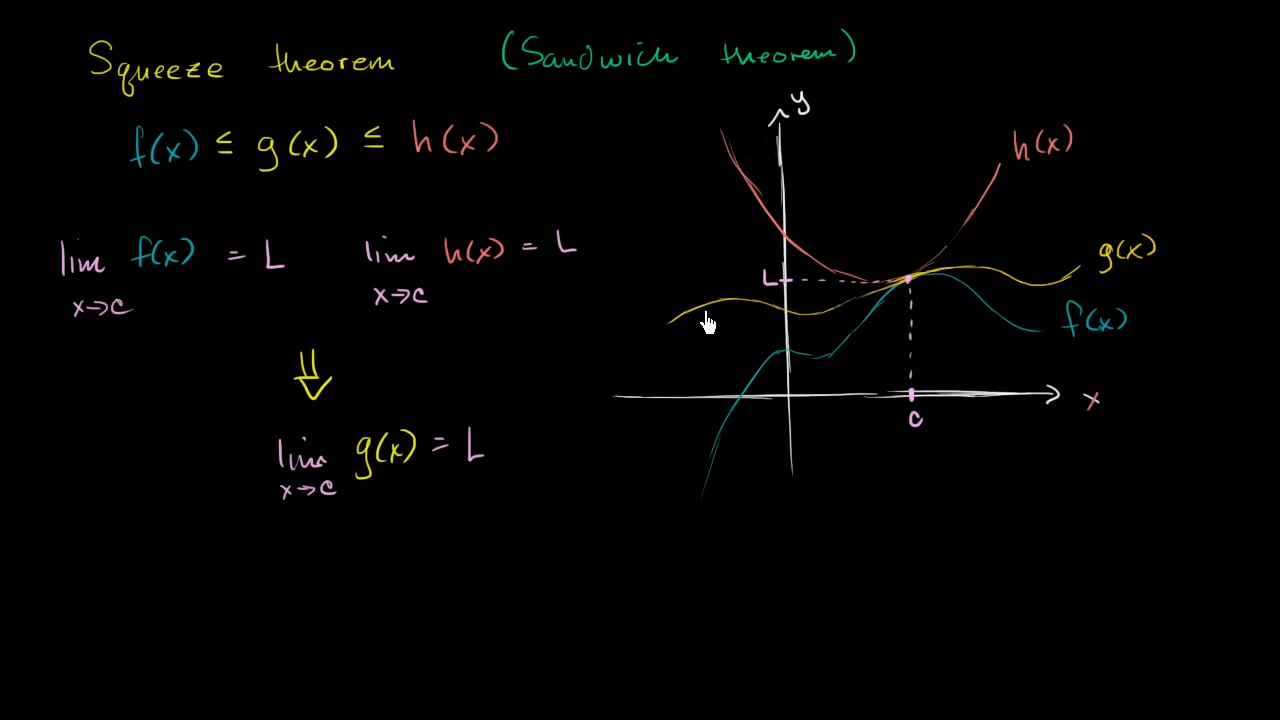 Squeeze theorem (Sandwich theorem)
f(x) ≤ g(x) ≤ h(x)
lim x→c f(x) = L lim x→c h(x) = L
⇓
lim x→c g(x) = L
y
h(x)
g(x)
L
f(x)
x
c